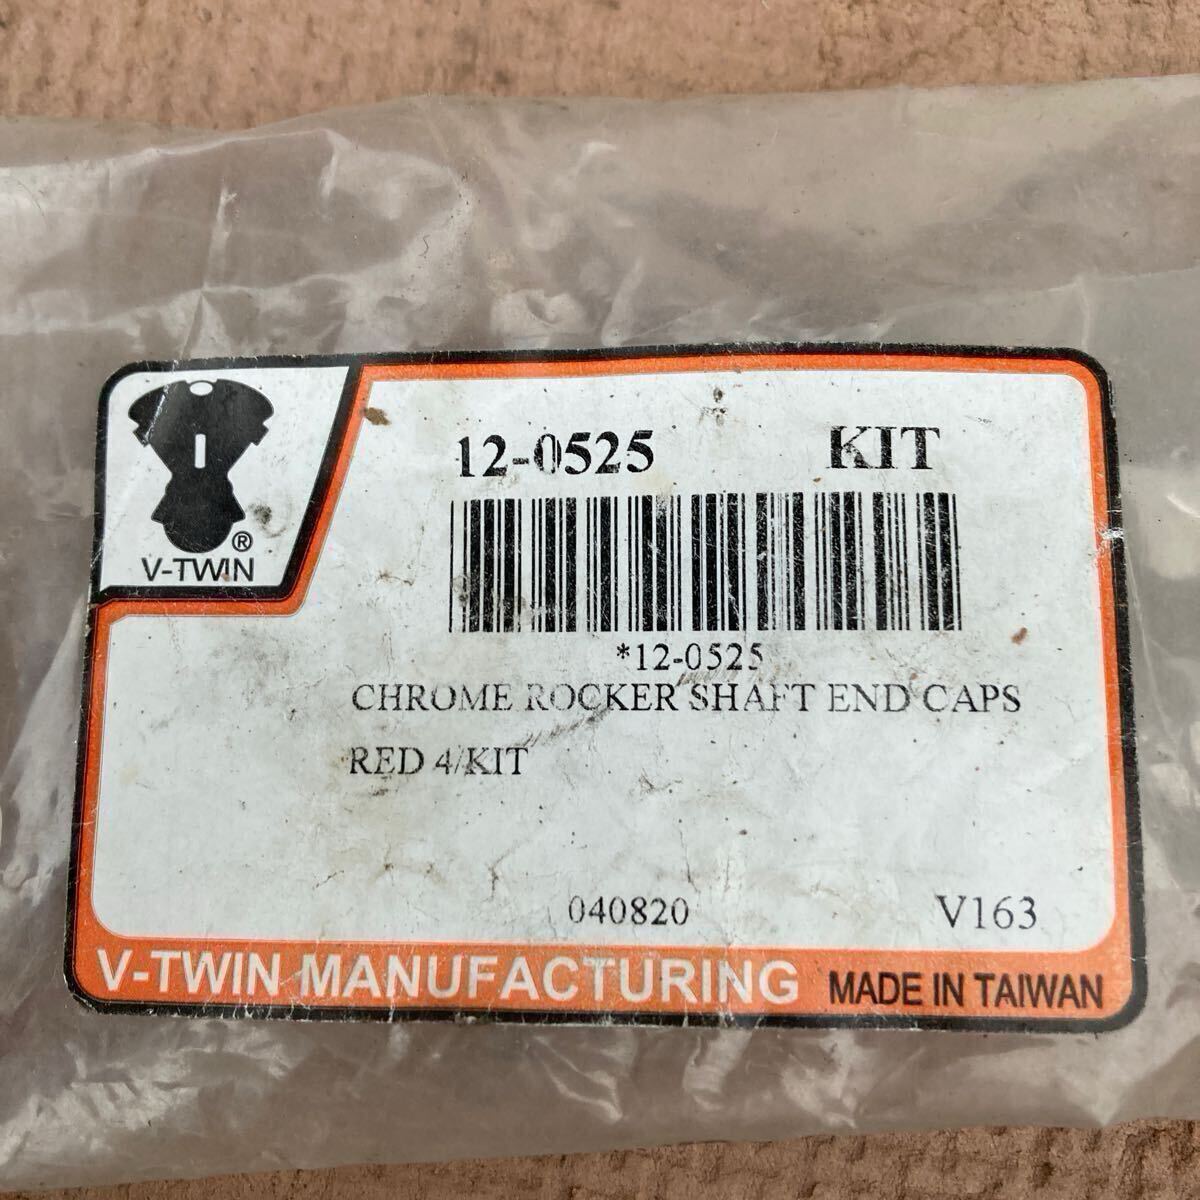 12-0525 KIT
®
V-TWIN
*12-0525
CHROME ROCKER SHAFT END CAPS
RED 4/KIT
040820 V163
V-TWIN MANUFACTURING MADE IN TAIWAN